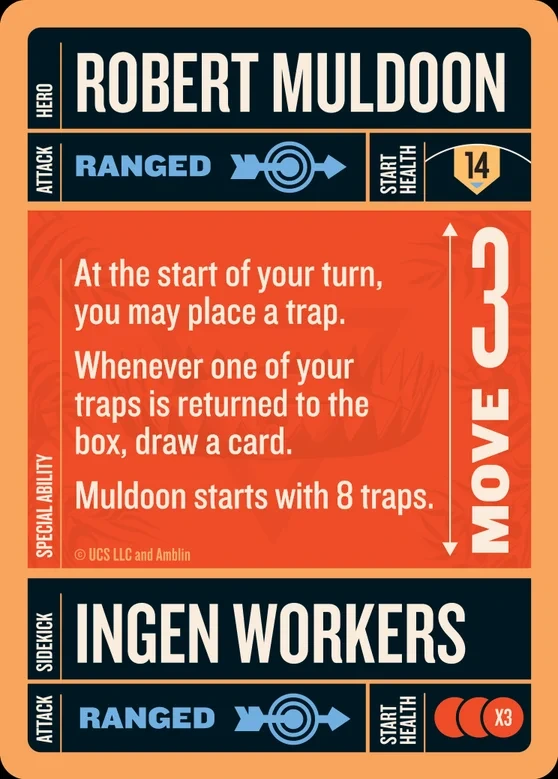 HERO
ROBERT MULDOON
ATTACK
RANGED
START
HEALTH
14
SPECIAL ABILITY
At the start of your turn,
you may place a trap.
Whenever one of your
traps is returned to the
box, draw a card.
Muldoon starts with 8 traps.
© UCS LLC and Amblin
MOVE 3
SIDEKICK
INGEN WORKERS
ATTACK
RANGED
START
HEALTH
X3